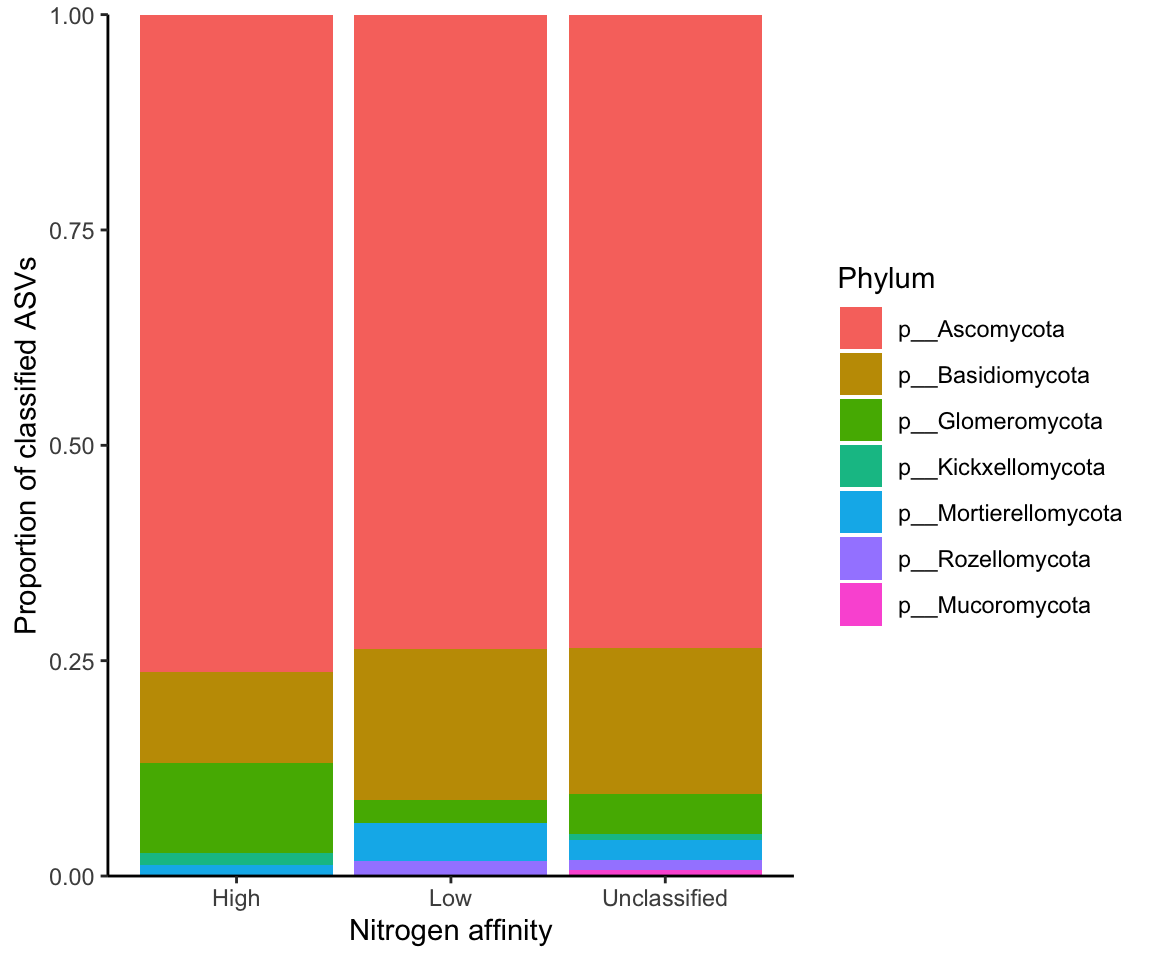 1.00
0.75
0.50
0.25
0.00
Proportion of classified ASVs
High
Low
Unclassified
Nitrogen affinity
Phylum
p__Ascomycota
p__Basidiomycota
p__Glomeromycota
p__Kickxellomycota
p__Mortierellomycota
p__Rozellomycota
p__Mucoromycota